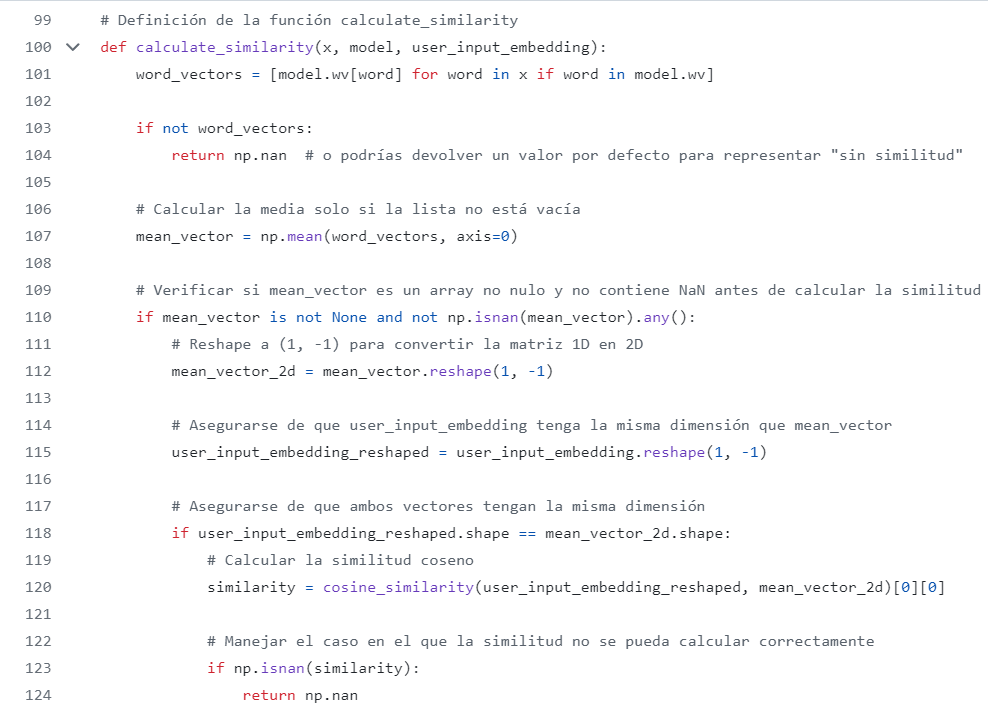 99 # Definición de la función calculate_similarity
100 def calculate_similarity(x, model, user_input_embedding):
101 word_vectors = [model.wv[word] for word in x if word in model.wv]
102
103 if not word_vectors:
104 return np.nan  # o podrías devolver un valor por defecto para representar "sin similitud"
105
106 # Calcular la media solo si la lista no está vacía
107 mean_vector = np.mean(word_vectors, axis=0)
108
109 # Verificar si mean_vector es un array no nulo y no contiene NaN antes de calcular la similitud
110 if mean_vector is not None and not np.isnan(mean_vector).any():
111 # Reshape a (1, -1) para convertir la matriz 1D en 2D
112 mean_vector_2d = mean_vector.reshape(1, -1)
113
114 # Asegurarse de que user_input_embedding tenga la misma dimensión que mean_vector
115 user_input_embedding_reshaped = user_input_embedding.reshape(1, -1)
116
117 # Asegurarse de que ambos vectores tengan la misma dimensión
118 if user_input_embedding_reshaped.shape == mean_vector_2d.shape:
119 # Calcular la similitud coseno
120 similarity = cosine_similarity(user_input_embedding_reshaped, mean_vector_2d)[0][0]
121
122 # Manejar el caso en el que la similitud no se pueda calcular correctamente
123 if np.isnan(similarity):
124 return np.nan